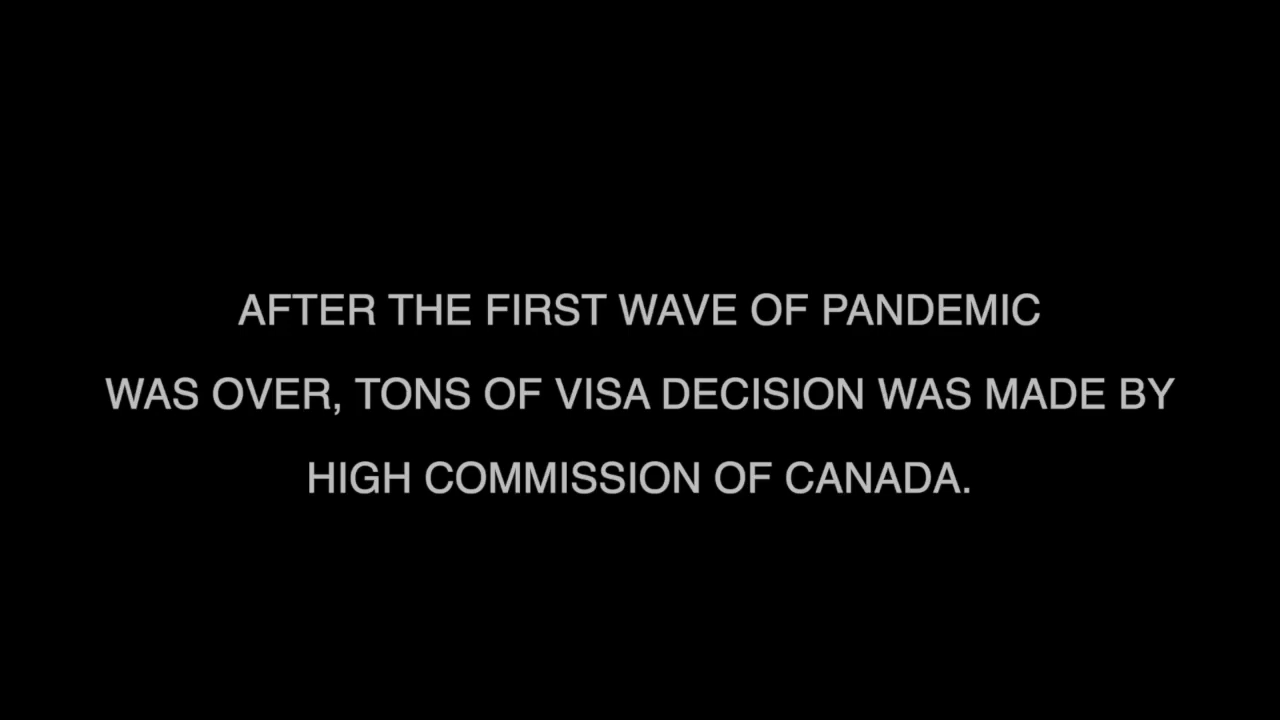 AFTER THE FIRST WAVE OF PANDEMIC
WAS OVER, TONS OF VISA DECISION WAS MADE BY
HIGH COMMISSION OF CANADA.